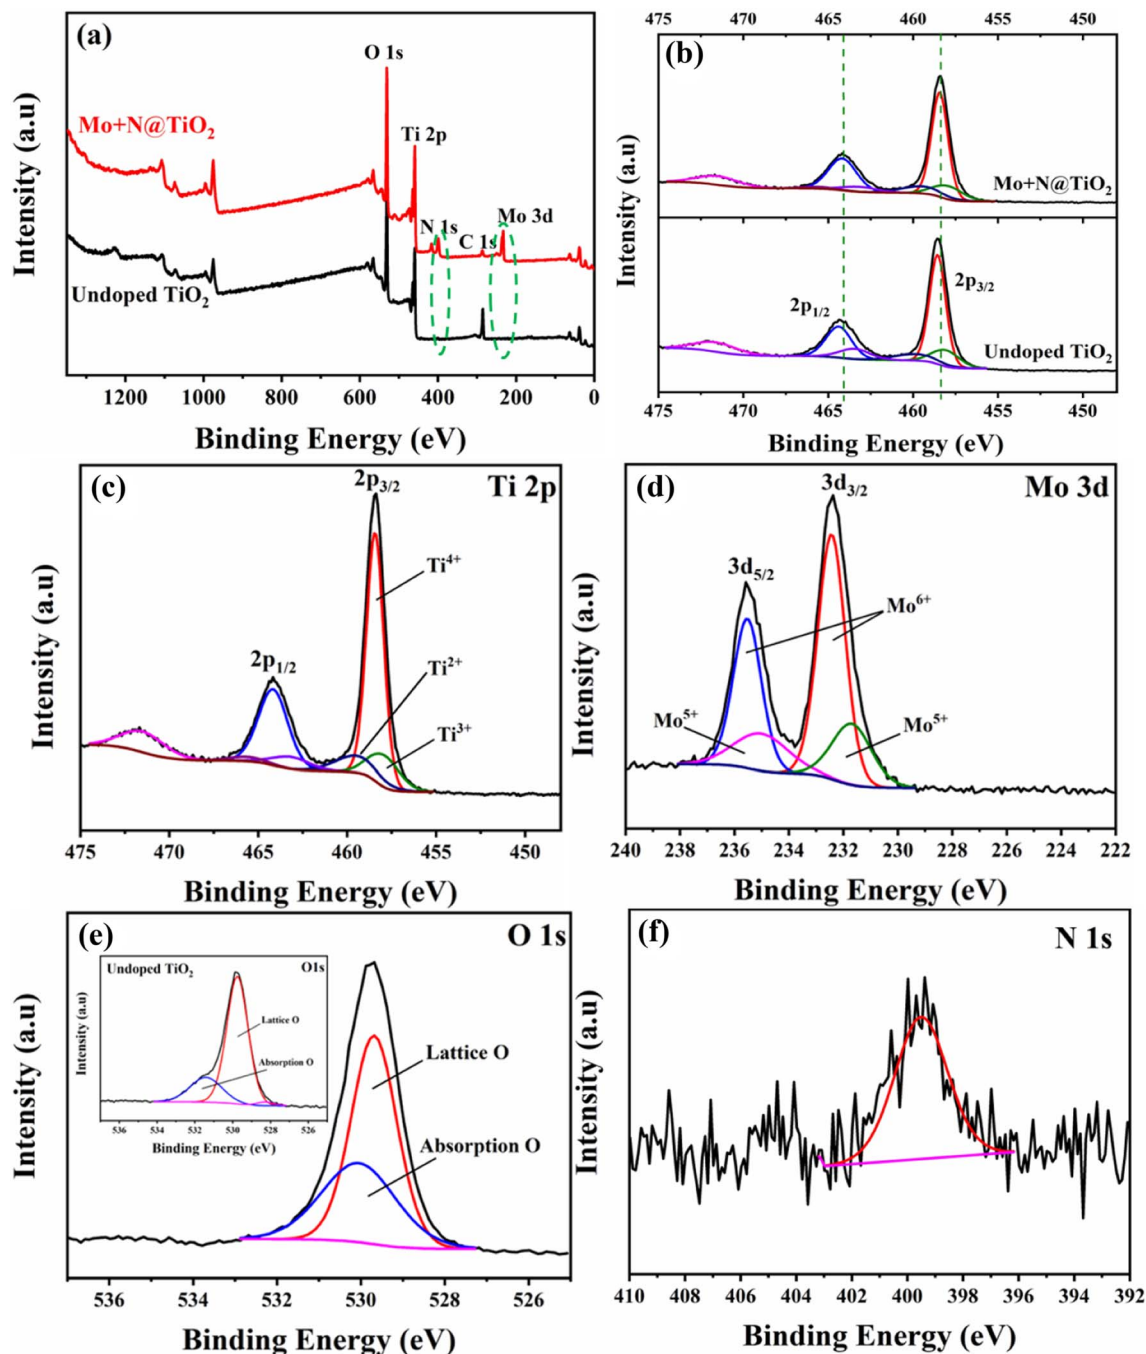 (a)
O 1s
Mo+N@TiO₂
Ti 2p
N 1s
C 1s
Mo 3d
Undoped TiO₂
Intensity (a.u)
1200 1000 800 600 400 200 0
Binding Energy (eV)
475 470 465 460 455 450
(b)
Mo+N@TiO₂
2p₁/₂
2p₃/₂
Undoped TiO₂
Intensity (a.u)
475 470 465 460 455 450
Binding Energy (eV)
(c)
2p₃/₂
Ti 2p
Ti⁴⁺
2p₁/₂
Ti²⁺
Ti³⁺
Intensity (a.u)
475 470 465 460 455 450
Binding Energy (eV)
(d)
3d₃/₂
Mo 3d
3d₅/₂
Mo⁶⁺
Mo⁵⁺
Mo⁵⁺
Intensity (a.u)
240 238 236 234 232 230 228 226 224 222
Binding Energy (eV)
(e)
O 1s
Undoped TiO₂
O1s
Lattice O
Absorption O
Intensity (a.u)
536 534 532 530 528 526
Binding Energy (eV)
Lattice O
Absorption O
Intensity (a.u)
536 534 532 530 528 526
Binding Energy (eV)
(f)
N 1s
Intensity (a.u)
410 408 406 404 402 400 398 396 394 392
Binding Energy (eV)